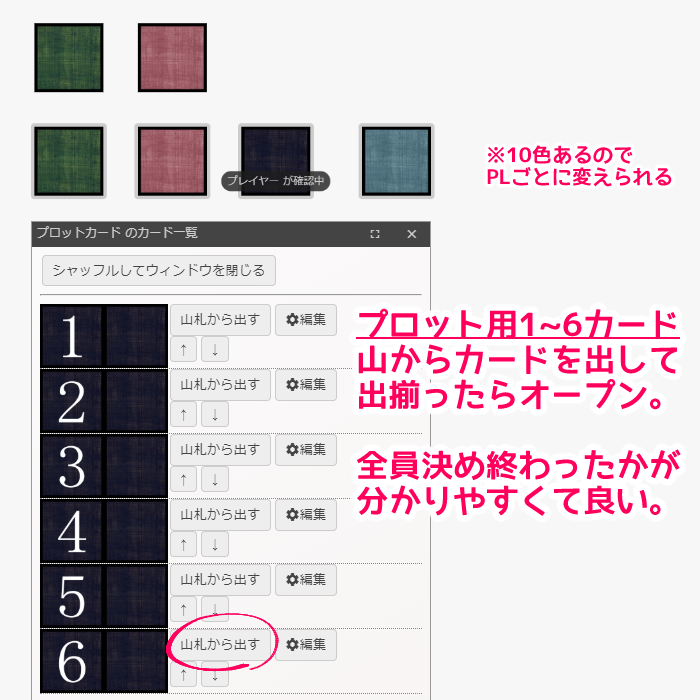 プレイヤー が確認中
※10色あるので
PLごとに変えられる
プロットカード のカード一覧
シャッフルしてウィンドウを閉じる
1 山札から出す 編集
↑ ↓
2 山札から出す 編集
↑ ↓
3 山札から出す 編集
↑ ↓
4 山札から出す 編集
↑ ↓
5 山札から出す 編集
↑ ↓
6 山札から出す 編集
↑ ↓
プロット用1~6カード
山からカードを出して
出揃ったらオープン。
全員決め終わったかが
分かりやすくて良い。